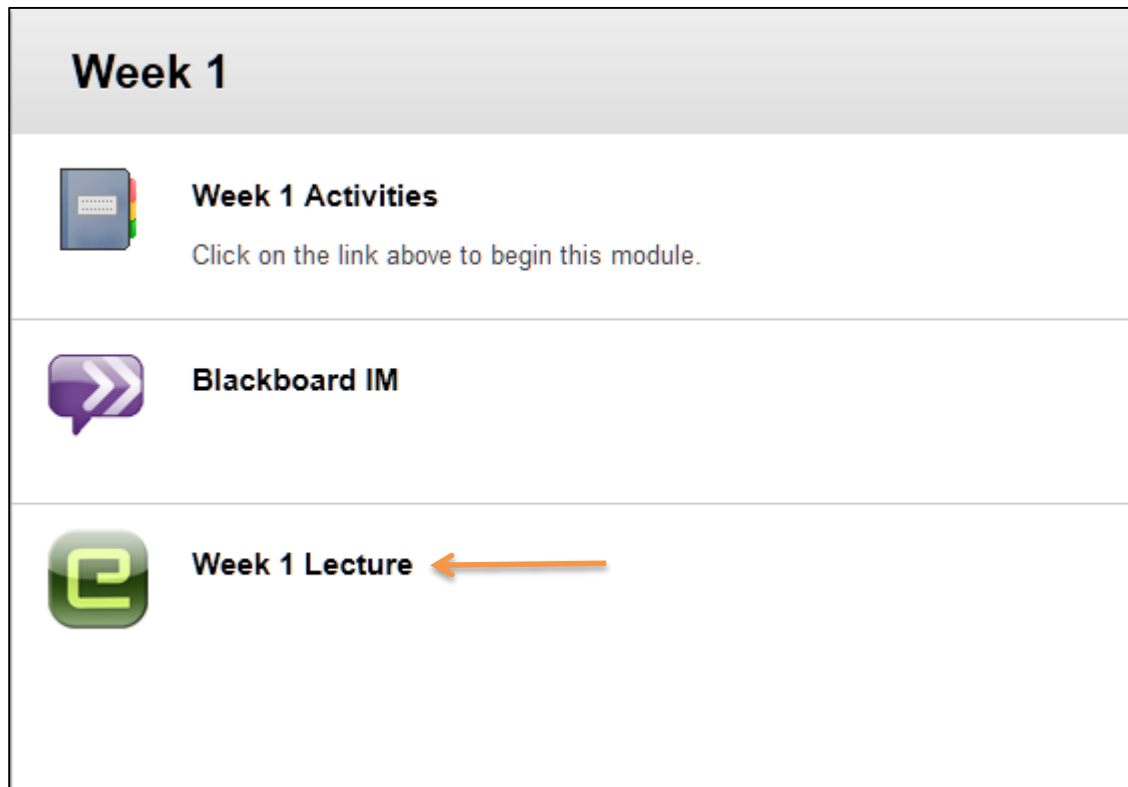 Week 1
Week 1 Activities
Click on the link above to begin this module.
Blackboard IM
Week 1 Lecture